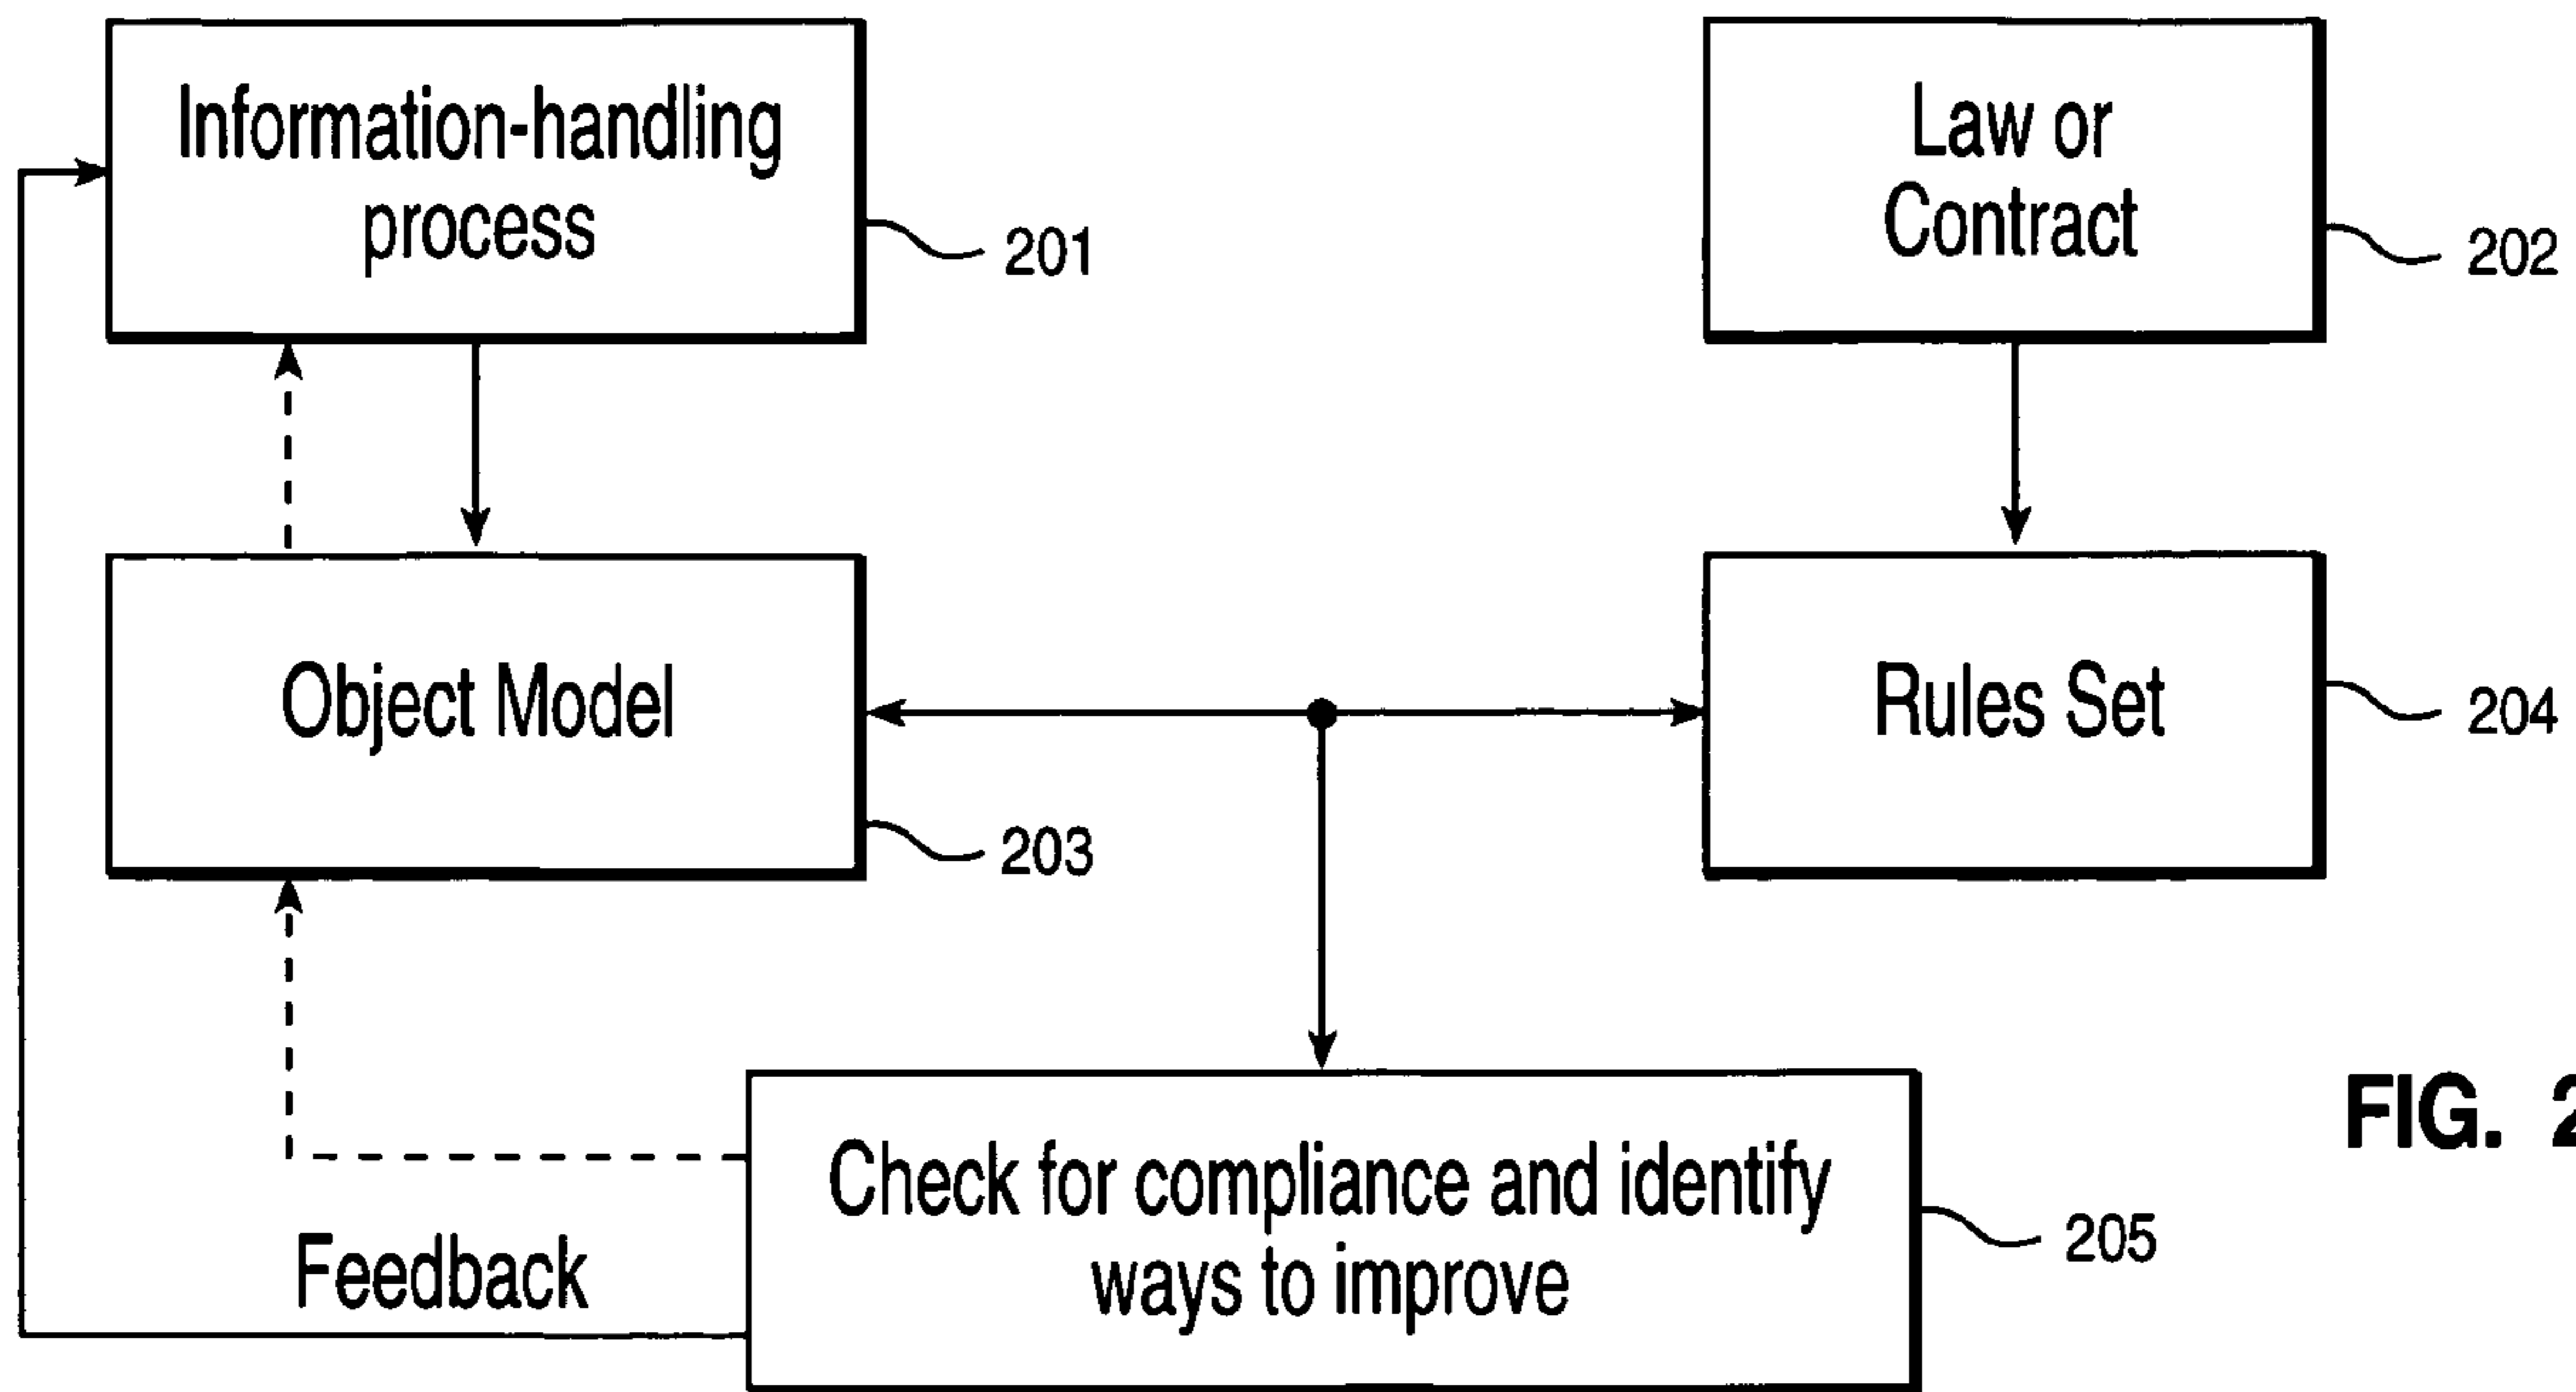 Information-handling
process
201
Law or
Contract
202
Object Model
203
Rules Set
204
FIG. 2
Check for compliance and identify
ways to improve
205
Feedback